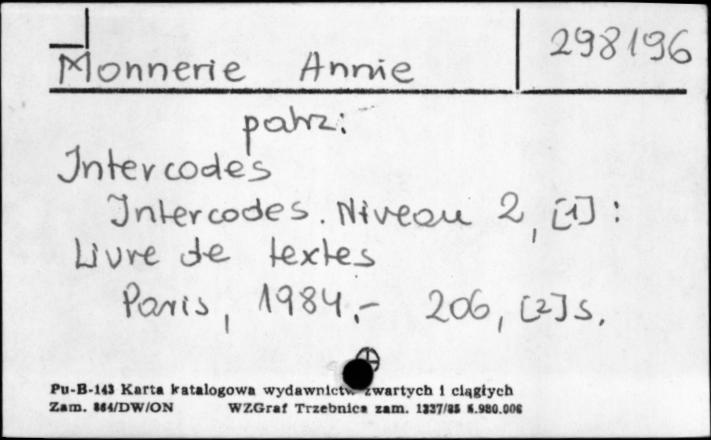 Monnerie Annie 298196
patrz:
Intercodes
Intercodes. Niveau 2, [1] :
Livre de textes
Paris, 1984.- 206, [2] s.
Pu-B-143 Karta katalogowa wydawnictw zwartych i ciągłych
Zam. 864/DW/ON WZGraf Trzebnica zam. 1337/85 5.980.006